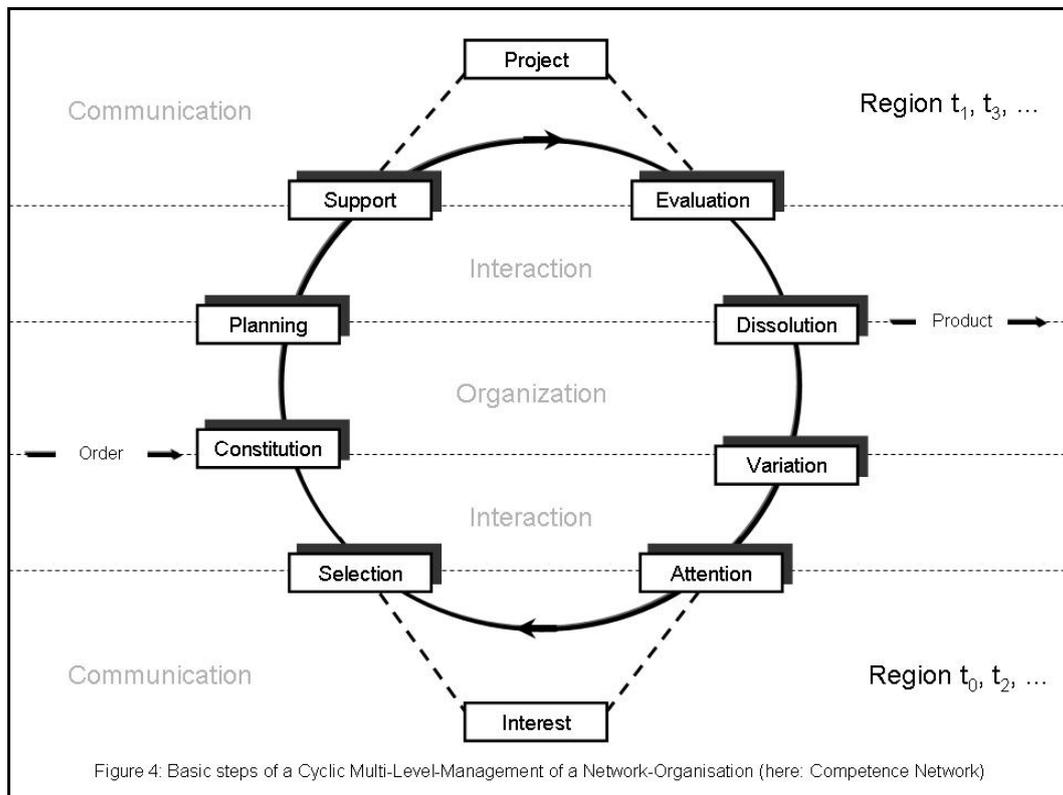 Project
Communication
Region t₁, t₃, ...
Support
Evaluation
Interaction
Planning
Dissolution
Product
Organization
Order
Constitution
Variation
Interaction
Selection
Attention
Communication
Region t₀, t₂, ...
Interest
Figure 4: Basic steps of a Cyclic Multi-Level-Management of a Network-Organisation (here: Competence Network)